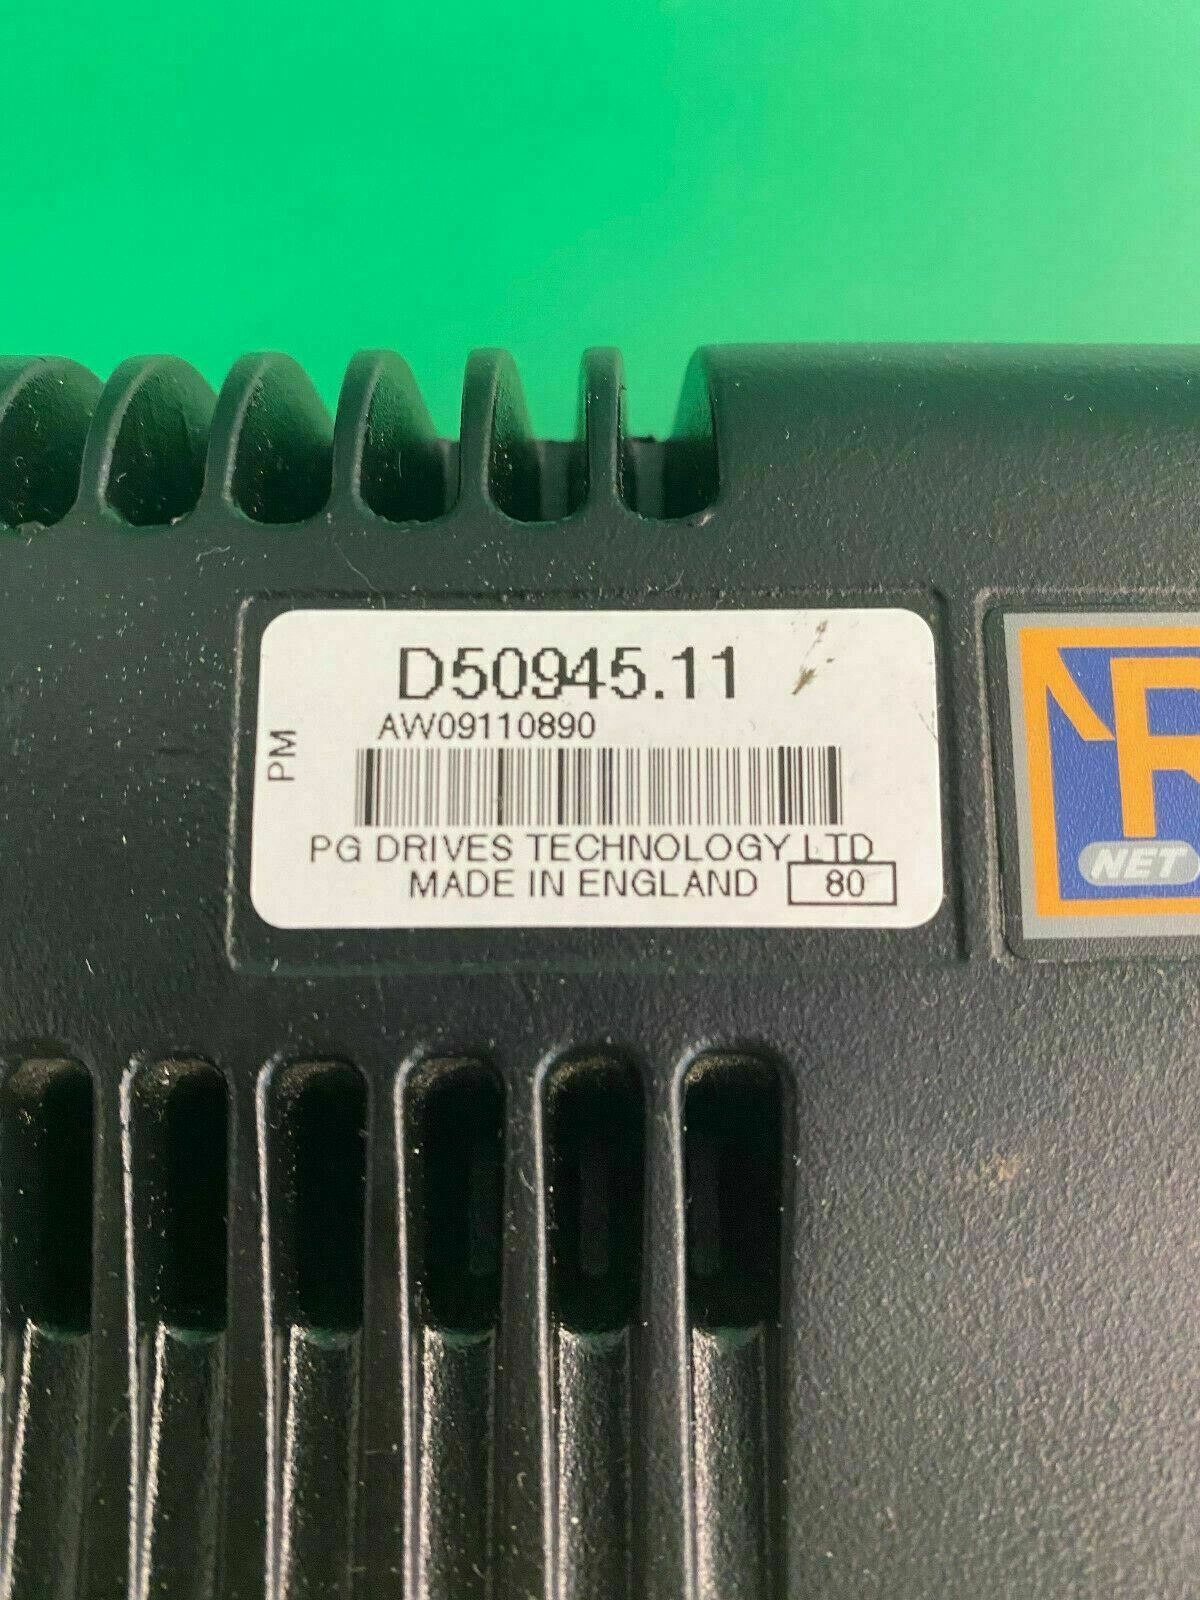 D50945.11
AW09110890
PM
PG DRIVES TECHNOLOGY LTD
MADE IN ENGLAND 80
R
NET